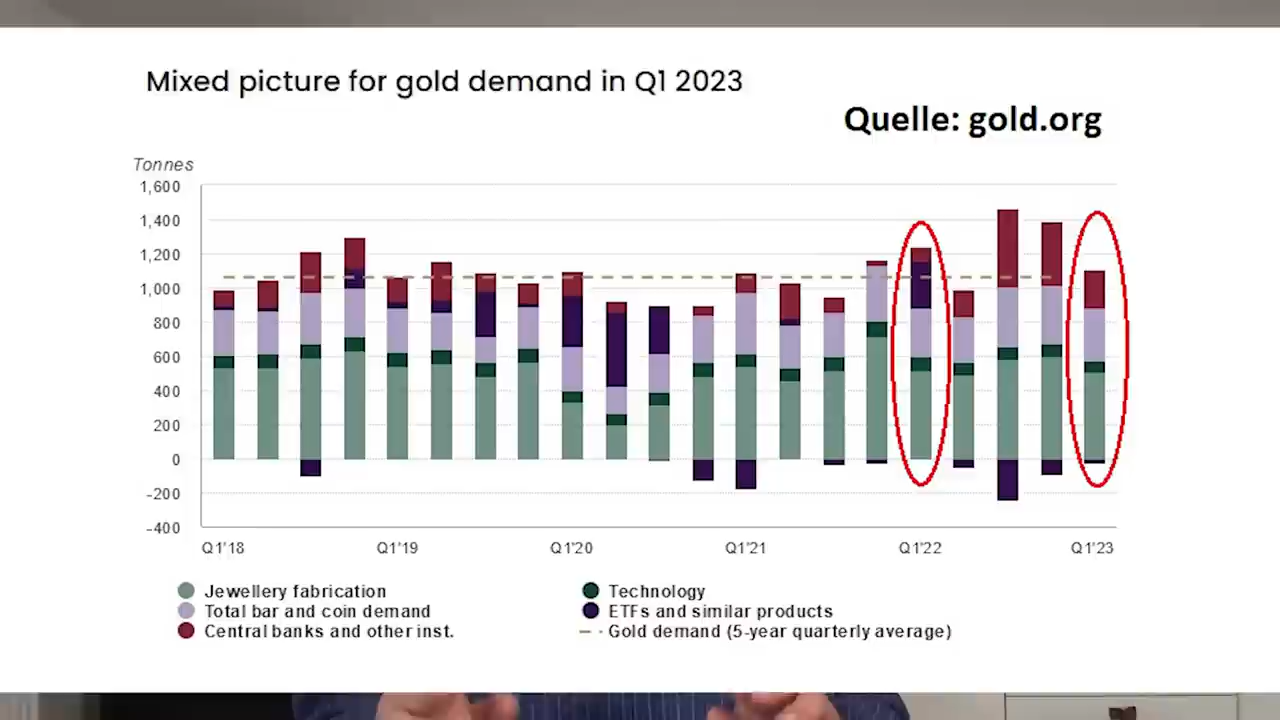 Mixed picture for gold demand in Q1 2023
Quelle: gold.org
Tonnes
1,600
1,400
1,200
1,000
800
600
400
200
0
-200
-400
Q1'18 Q1'19 Q1'20 Q1'21 Q1'22 Q1'23
Jewellery fabrication
Technology
Total bar and coin demand
ETFs and similar products
Central banks and other inst.
Gold demand (5-year quarterly average)